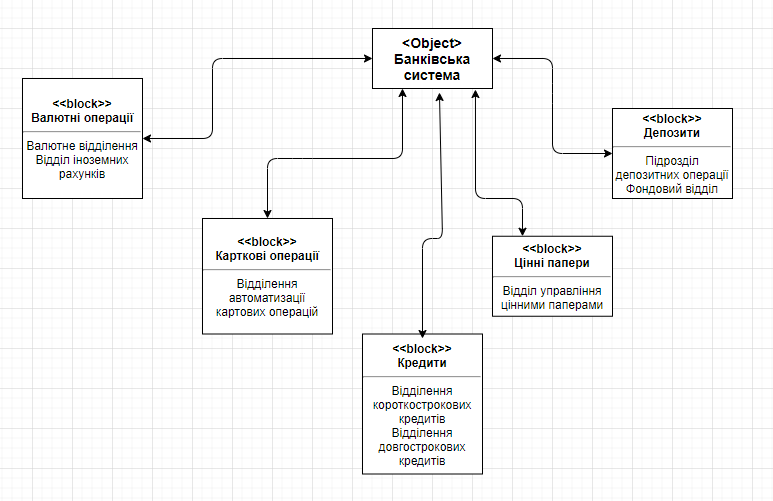 <Object>
Банківська
система
<<block>>
Валютні операції
Валютне відділення
Відділ іноземних
рахунків
<<block>>
Депозити
Підрозділ
депозитних операції
Фондовий відділ
<<block>>
Карткові операції
Відділення
автоматизації
картових операцій
<<block>>
Цінні папери
Відділ управління
цінними паперами
<<block>>
Кредити
Відділення
короткострокових
кредитів
Відділення
довгострокових
кредитів